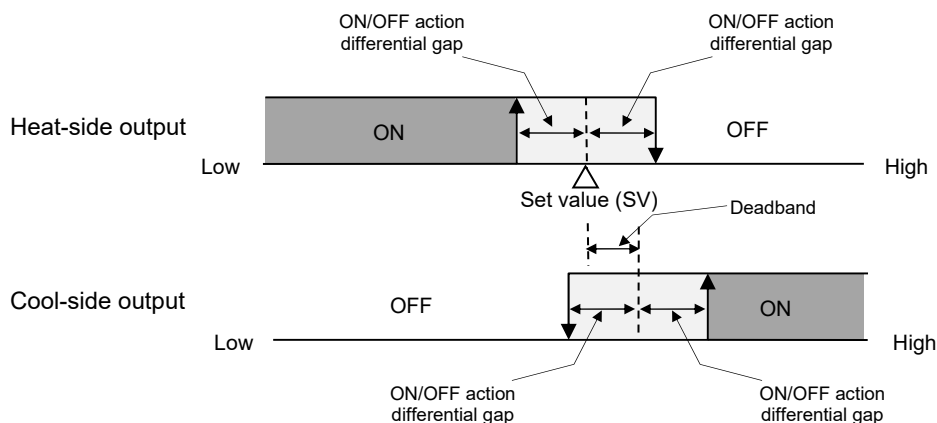 ON/OFF action
differential gap
ON/OFF action
differential gap
Heat-side output
ON
OFF
Low
High
Set value (SV)
Deadband
Cool-side output
OFF
ON
Low
High
ON/OFF action
differential gap
ON/OFF action
differential gap